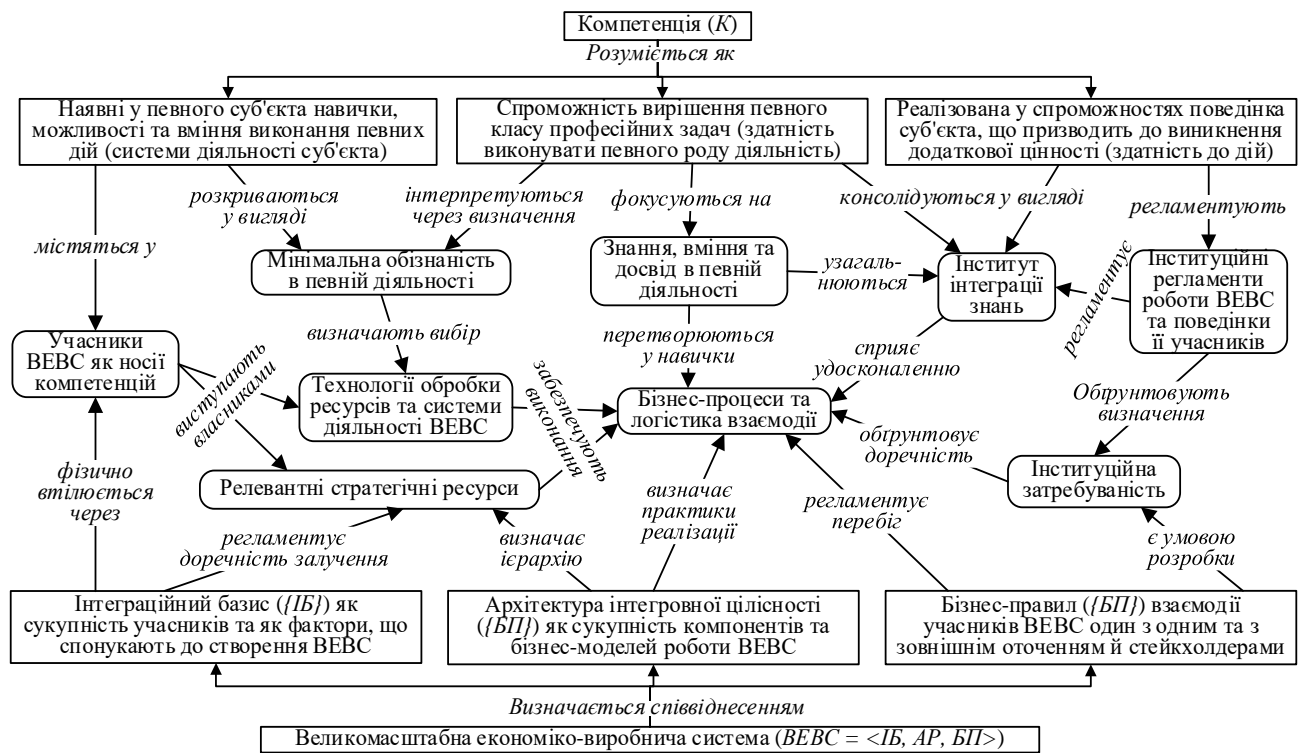 Компетенція (К)
Розуміється як
Наявні у певного суб'єкта навички,
можливості та вміння виконання певних
дій (системи діяльності суб'єкта)
Спроможність вирішення певного
класу професійних задач (здатність
виконувати певного роду діяльність)
Реалізована у спроможностях поведінка
суб'єкта, що призводить до виникнення
додаткової цінності (здатність до дій)
розкриваються
у вигляді
інтерпретуються
через визначення
фокусуються на
консолідуються у вигляді
регламентують
містяться у
Мінімальна обізнаність
в певній діяльності
Знання, вміння та
досвід в певній
діяльності
узагаль-
нюються
Інститут
інтеграції
знань
регламентує
Інституційні
регламенти
роботи ВЕВС
та поведінки
її учасників
Учасники
ВЕВС як носії
компетенцій
визначають вибір
перетворюються
у навички
сприяє
удосконаленню
виступають
власниками
Технології обробки
ресурсів та системи
діяльності ВЕВС
забезпечують
виконання
Бізнес-процеси та
логістика взаємодії
Обґрунтовують
визначення
обґрунтовує
доречність
фізично
втілюється
через
Релевантні стратегічні ресурси
Інституційна
затребуваність
регламентує
доречність залучення
визначає
ієрархію
визначає
практики
реалізації
регламентує
перебіг
є умовою
розробки
Інтеграційний базис ({ІБ}) як
сукупність учасників та як фактори, що
спонукають до створення ВЕВС
Архітектура інтегровної цілісності
({БП}) як сукупність компонентів та
бізнес-моделей роботи ВЕВС
Бізнес-правил ({БП}) взаємодії
учасників ВЕВС один з одним та з
зовнішнім оточенням й стейкхолдерами
Визначається співвіднесенням
Великомасштабна економіко-виробнича система (ВЕВС = <ІБ, АР, БП>)